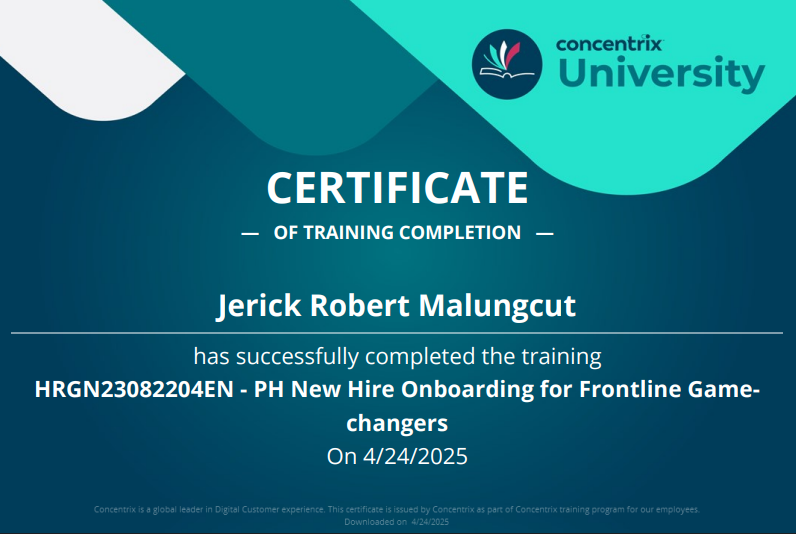 concentrix
University
CERTIFICATE
— OF TRAINING COMPLETION —
Jerick Robert Malungcut
has successfully completed the training
HRGN23082204EN - PH New Hire Onboarding for Frontline Game-
changers
On 4/24/2025
Concentrix is a global leader in Digital Customer experience. This certificate is issued by Concentrix as part of Concentrix training program for our employees.
Downloaded on 4/24/2025